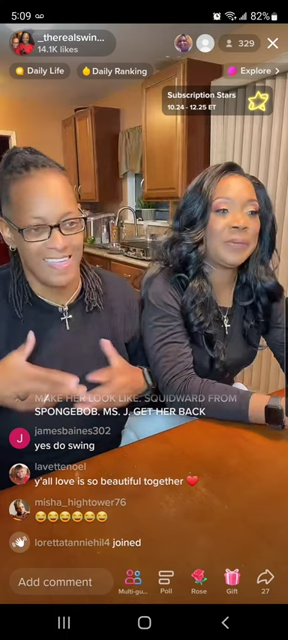 5:09
82%
_therealswin...
14.1K likes
329
Daily Life
Daily Ranking
Explore >
Subscription Stars
10.24 - 12.25 ET
MAKE HER LOOK LIKE. SQUIDWARD FROM
SPONGEBOB. MS. J. GET HER BACK
J
jamesbaines302
yes do swing
lavettenoel
y'all love is so beautiful together ❤️
misha_hightower76
😂😂😂😂😂😂
lorettatanniehil4 joined
Add comment
Multi-gu...
Poll
Rose
Gift
27